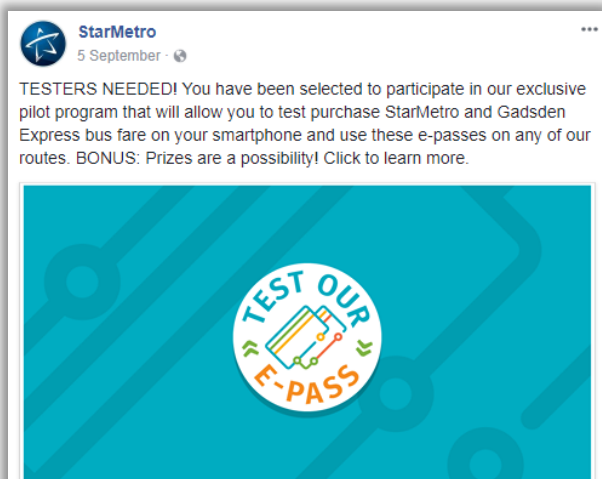 StarMetro
5 September ·
TESTERS NEEDED! You have been selected to participate in our exclusive
pilot program that will allow you to test purchase StarMetro and Gadsden
Express bus fare on your smartphone and use these e-passes on any of our
routes. BONUS: Prizes are a possibility! Click to learn more.
TEST OUR
E-PASS